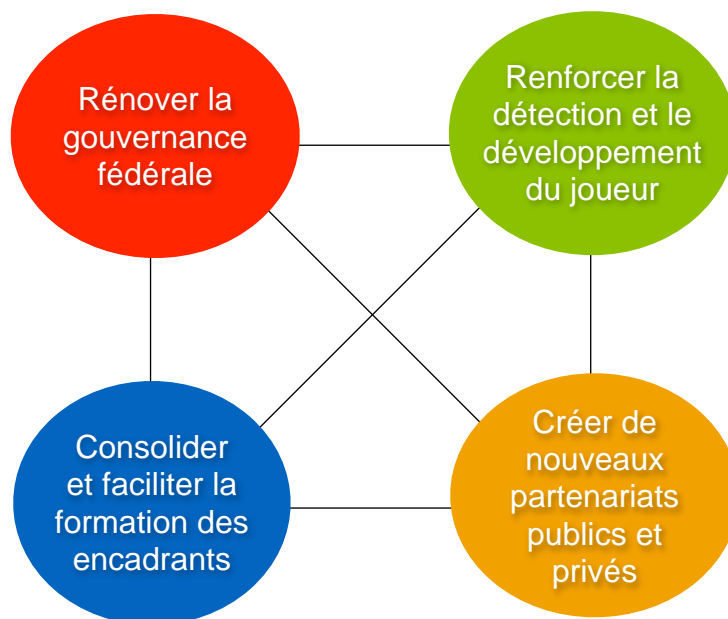 Rénover la
gouvernance
fédérale
Renforcer la
détection et le
développement
du joueur
Consolider
et faciliter la
formation des
encadrants
Créer de
nouveaux
partenariats
publics et
privés